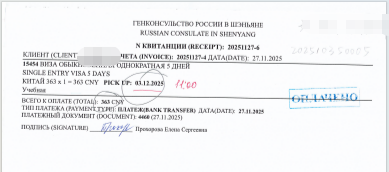 ГЕНКОНСУЛЬСТВО РОССИИ В ШЭНЬЯНЕ
RUSSIAN CONSULATE IN SHENYANG
N КВИТАНЦИИ (RECEIPT): 20251127-6
КЛИЕНТ (CLIENT ЧЕТА (INVOICE): 20251127-4 ДАТА(DATE): 27.11.2025
15454 ВИЗА ОБЫК ОДНОКРАТНАЯ 5 ДНЕЙ
SINGLE ENTRY VISA 5 DAYS
КИТАЙ 363 x 1 = 363 CNY PICK UP: 03.12.2025 11:00
Учебная
ОПЛАЧЕНО
ВСЕГО К ОПЛАТЕ (TOTAL): 363 CNY
ТИП ПЛАТЕЖА (PAYMENT TYPE): ПЛАТЕЖ(BANK TRANSFER) ДАТА(DATE): 27.11.2025
ПЛАТЕЖНЫЙ ДОКУМЕНТ (DOCUMENT): 4460 (27.11.2025)
ПОДПИСЬ (SIGNATURE) Прохорова Елена Сергеевна